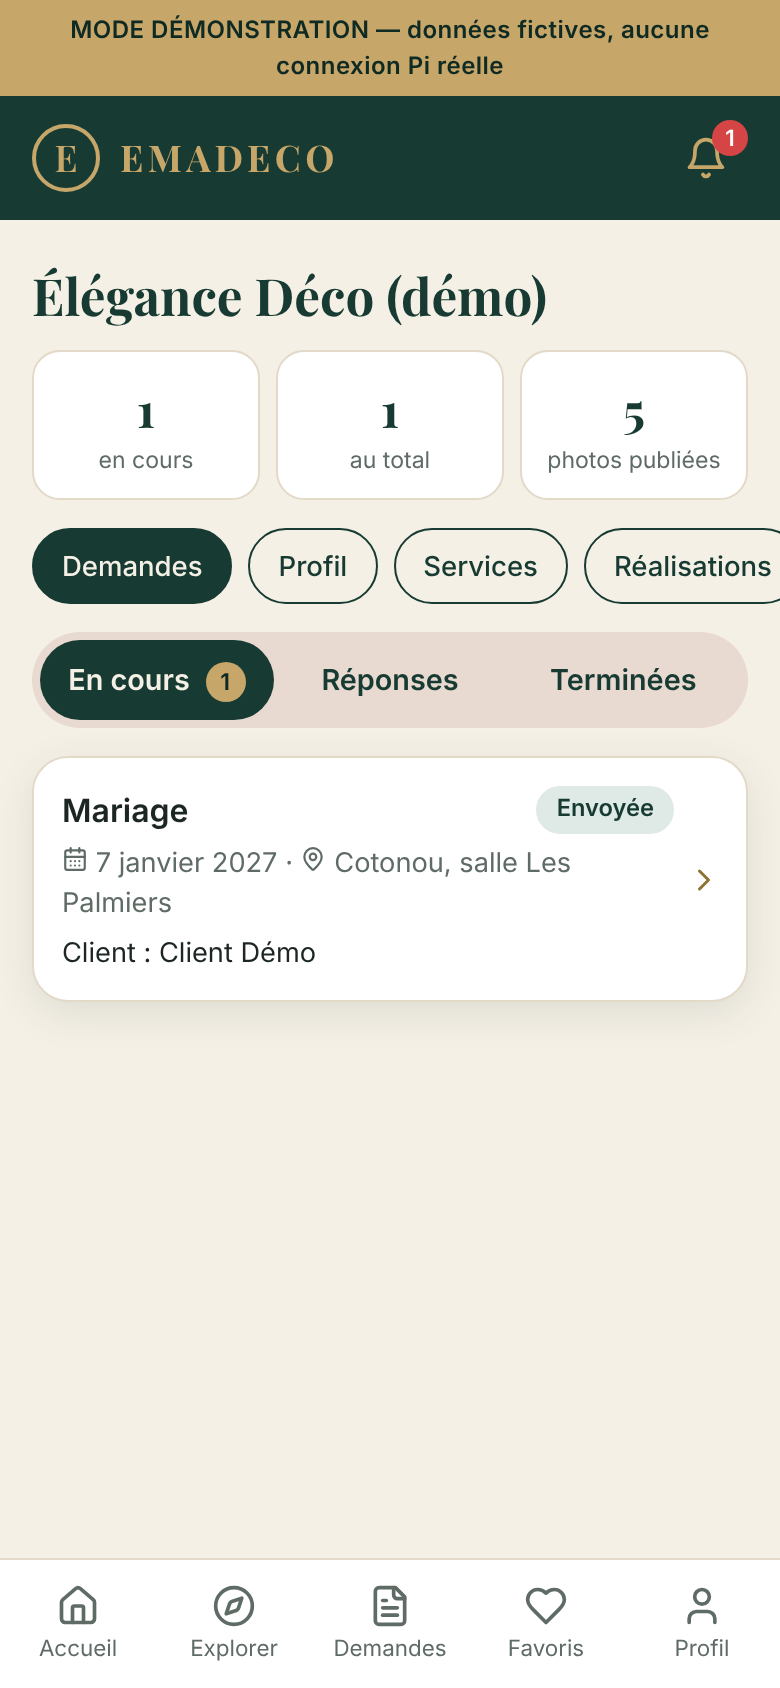 MODE DÉMONSTRATION — données fictives, aucune
connexion Pi réelle
E EMADECO
1
Élégance Déco (démo)
1
en cours
1
au total
5
photos publiées
Demandes
Profil
Services
Réalisations
En cours 1
Réponses
Terminées
Mariage
Envoyée
7 janvier 2027 · Cotonou, salle Les
Palmiers
Client : Client Démo
Accueil
Explorer
Demandes
Favoris
Profil